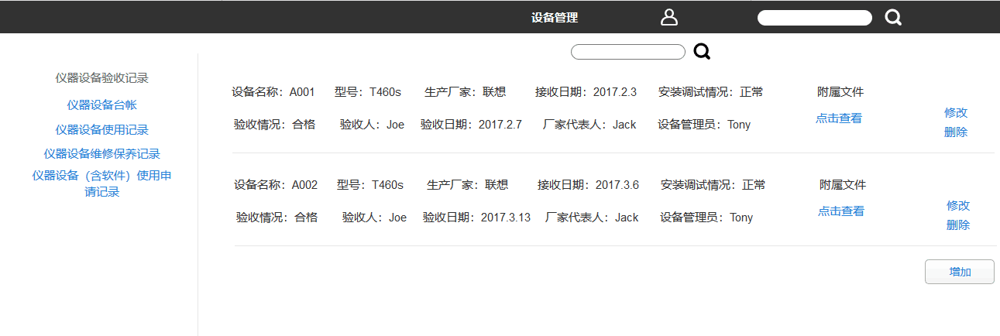 设备管理
仪器设备验收记录
仪器设备台帐
仪器设备使用记录
仪器设备维修保养记录
仪器设备（含软件）使用申
请记录
设备名称：A001 型号：T460s 生产厂家：联想 接收日期：2017.2.3 安装调试情况：正常 附属文件
验收情况：合格 验收人：Joe 验收日期：2017.2.7 厂家代表人：Jack 设备管理员：Tony 点击查看
修改
删除
设备名称：A002 型号：T460s 生产厂家：联想 接收日期：2017.3.6 安装调试情况：正常 附属文件
验收情况：合格 验收人：Joe 验收日期：2017.3.13 厂家代表人：Jack 设备管理员：Tony 点击查看
修改
删除
增加